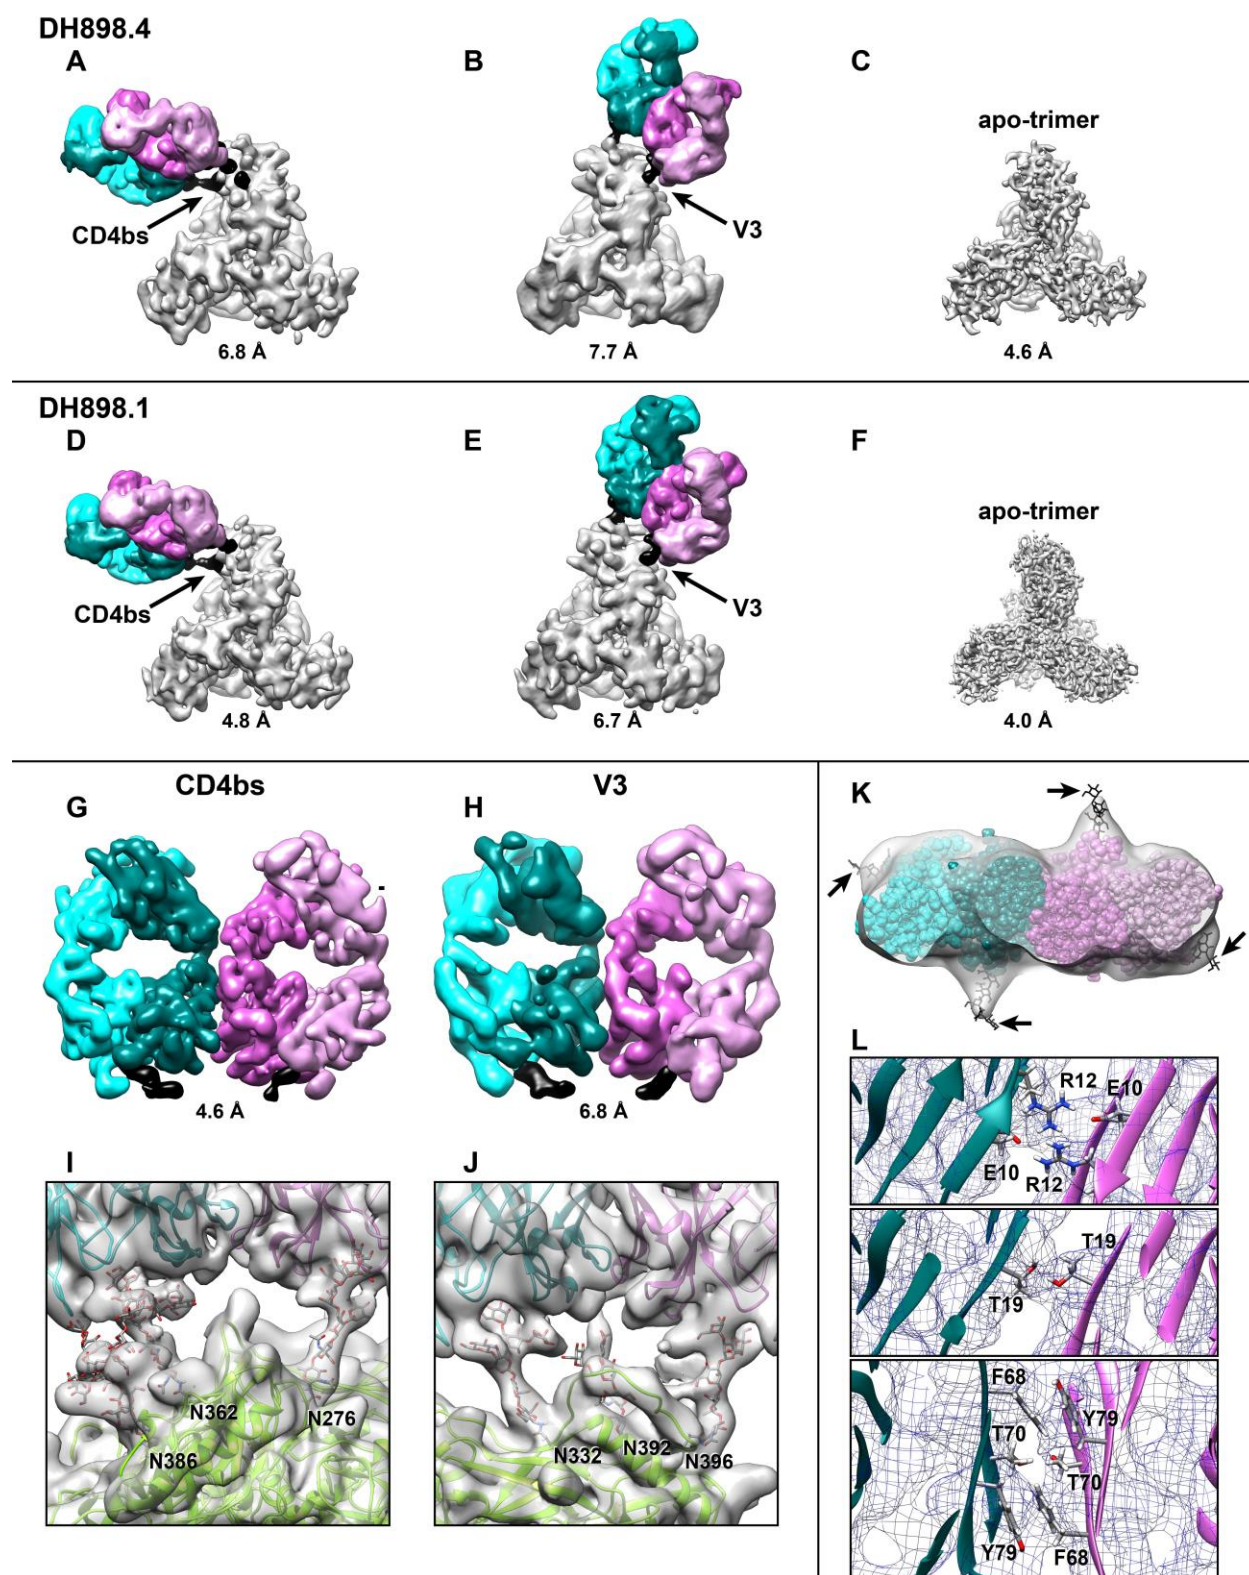 DH898.4
A
B
C
apo-trimer
CD4bs
V3
6.8 Å
7.7 Å
4.6 Å
DH898.1
D
E
F
apo-trimer
CD4bs
V3
4.8 Å
6.7 Å
4.0 Å
CD4bs
V3
G
H
K
4.6 Å
6.8 Å
L
R12
E10
E10
R12
I
J
T19
T19
N362
N276
N386
N332
N392
N396
F68
Y79
T70
T70
Y79
F68